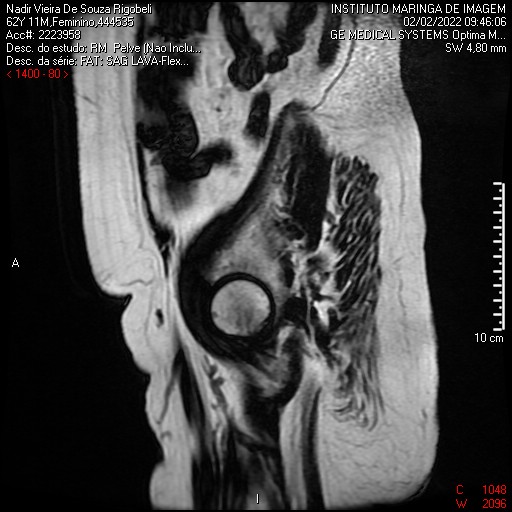 Nadir Vieira De Souza Rigobeli
62Y 11M,Feminino,444535
Acc#: 2223958
Desc. do estudo: RM Pelve (Nao Inclu...
Desc. da série: FAT: SAG LAVA-Flex...
< 1400 - 80 >
INSTITUTO MARINGA DE IMAGEM
02/02/2022 09:46:06
GE MEDICAL SYSTEMS Optima M...
SW 4,80 mm
A
10 cm
I
C 1048
W 2096